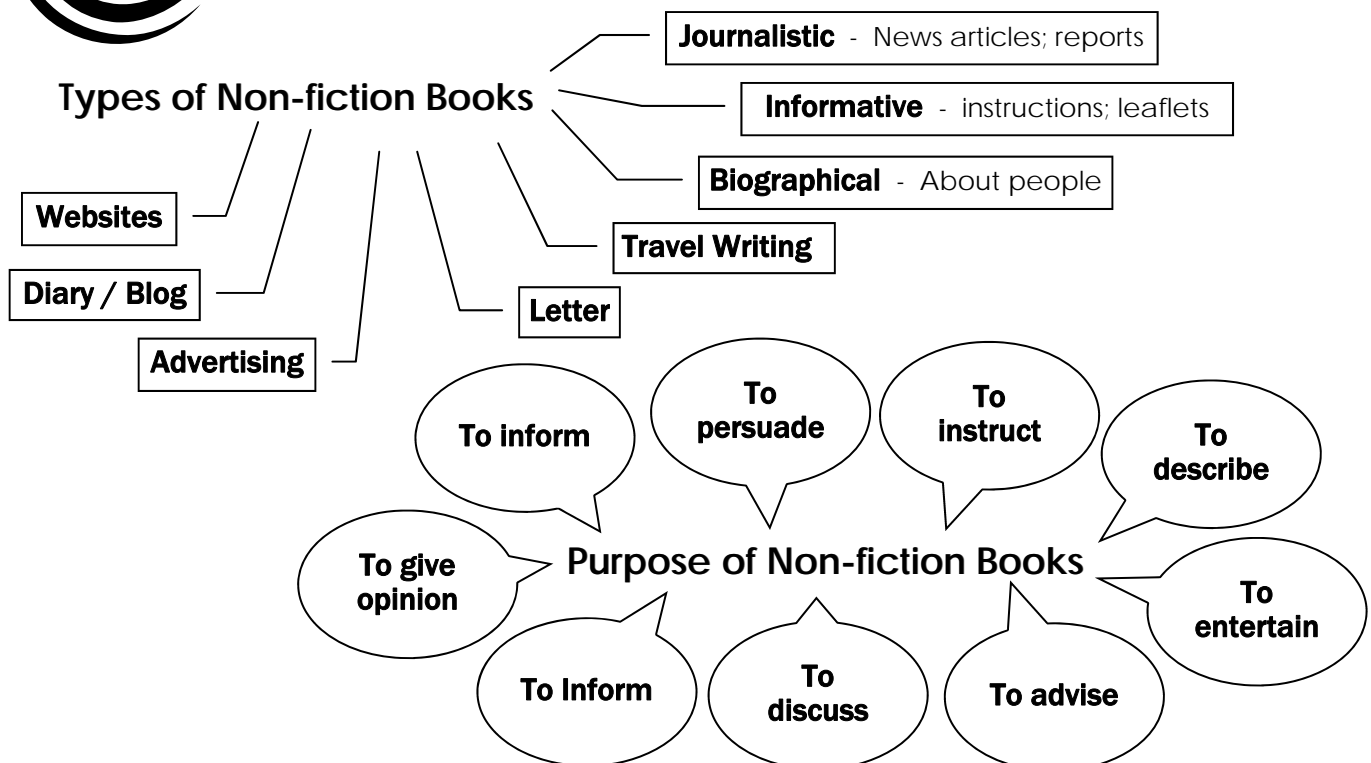 Journalistic - News articles; reports
Types of Non-fiction Books
Informative - instructions; leaflets
Biographical - About people
Websites
Travel Writing
Diary / Blog
Letter
Advertising
To inform
To
persuade
To
instruct
To
describe
Purpose of Non-fiction Books
To give
opinion
To
entertain
To Inform
To
discuss
To advise